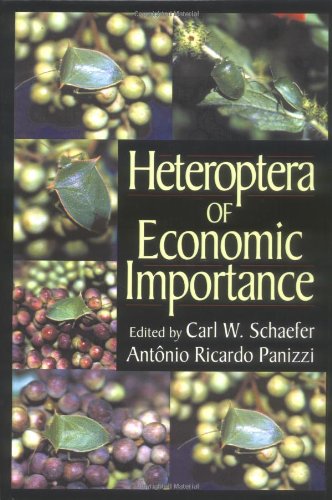 Heteroptera
OF
Economic
Importance
Edited by Carl W. Schaefer
Antônio Ricardo Panizzi